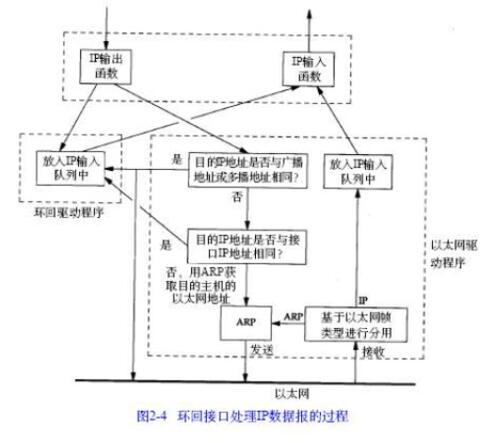 IP输出
函数
IP输入
函数
放入IP输入
队列中
环回驱动程序
是
目的IP地址是否与广播
地址或多播地址相同?
否
放入IP输入
队列中
是
目的IP地址是否与接
口IP地址相同?
以太网驱
动程序
否,用ARP获
取目的主机的
以太网地址
ARP
ARP
IP
基于以太网帧
类型进行分用
发送
接收
以太网
图2-4 环回接口处理IP数据报的过程